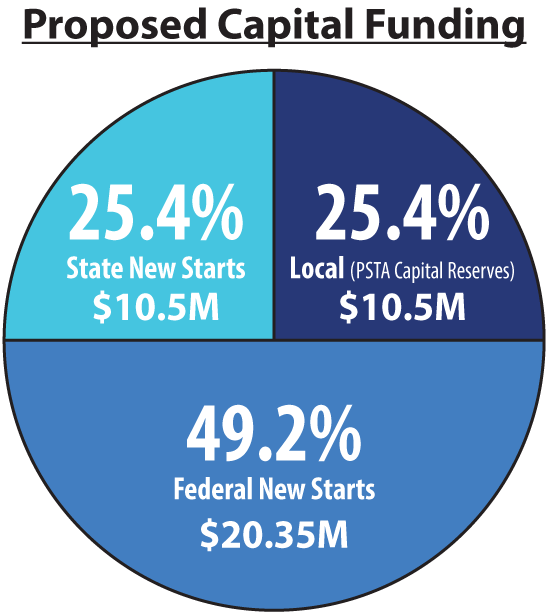 Proposed Capital Funding
25.4%
State New Starts
$10.5M
25.4%
Local (PSTA Capital Reserves)
$10.5M
49.2%
Federal New Starts
$20.35M